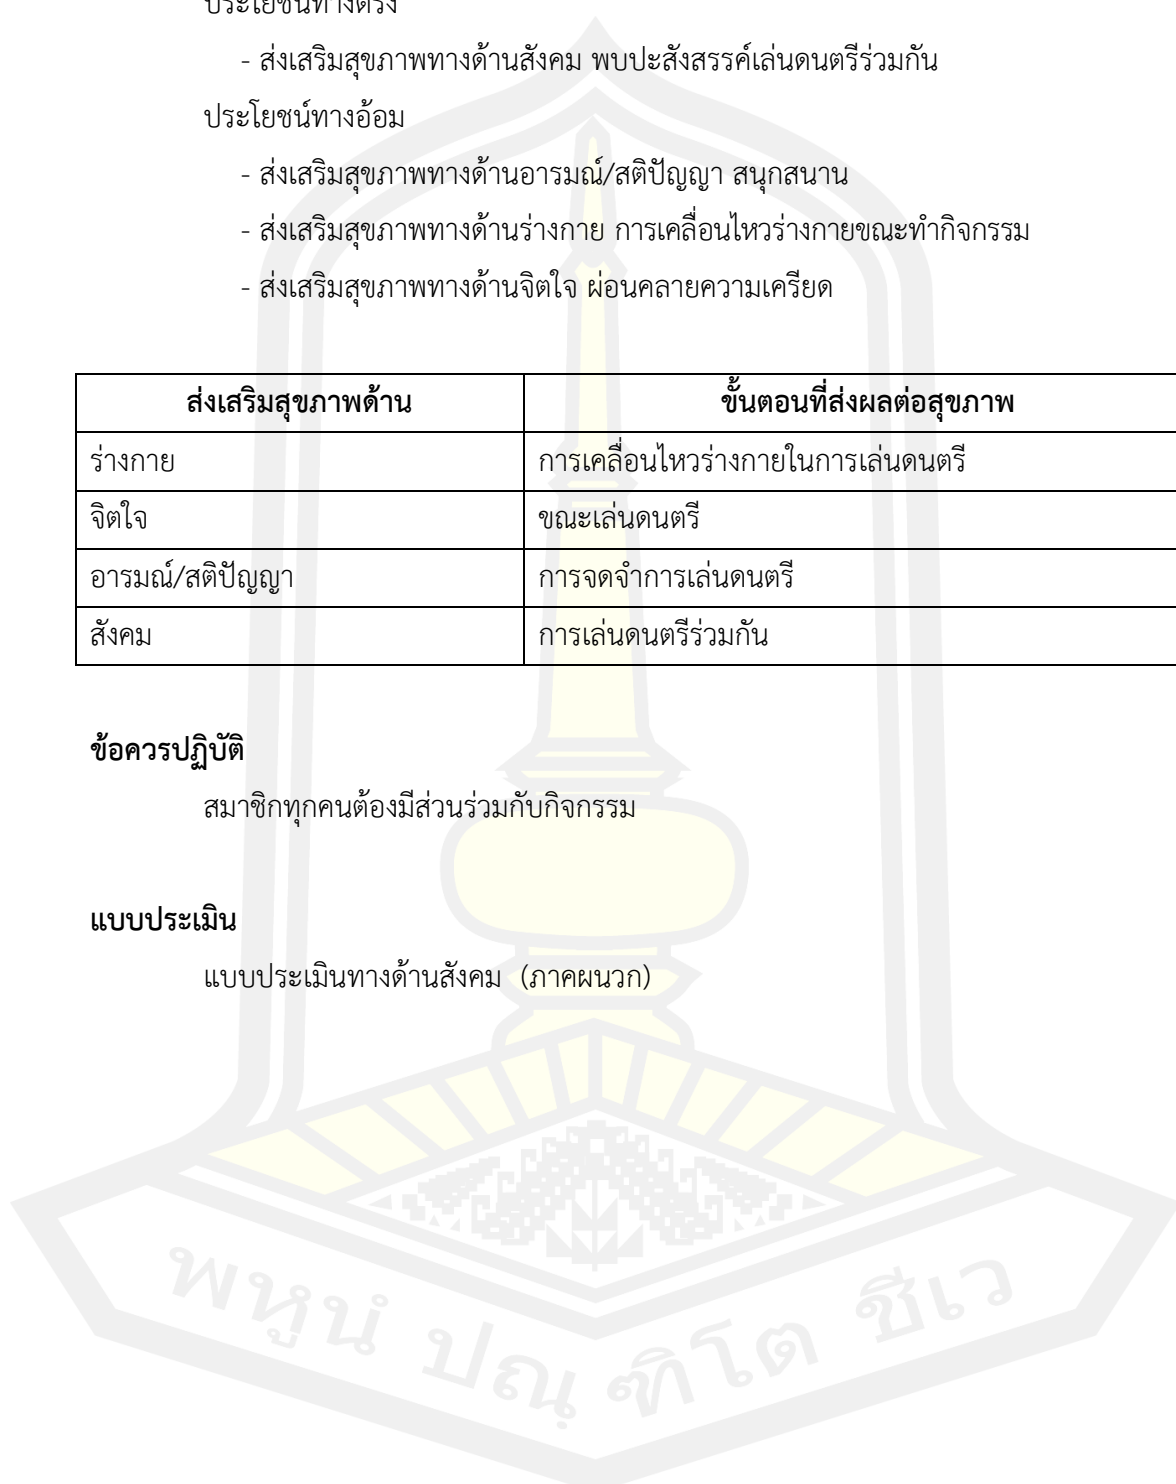 ประโยชน์ทางตรง
- ส่งเสริมสุขภาพทางด้านสังคม พบปะสังสรรค์เล่นดนตรีร่วมกัน
ประโยชน์ทางอ้อม
- ส่งเสริมสุขภาพทางด้านอารมณ์/สติปัญญา สนุกสนาน
- ส่งเสริมสุขภาพทางด้านร่างกาย การเคลื่อนไหวร่างกายขณะทำกิจกรรม
- ส่งเสริมสุขภาพทางด้านจิตใจ ผ่อนคลายความเครียด
ส่งเสริมสุขภาพด้าน ขั้นตอนที่ส่งผลต่อสุขภาพ
ร่างกาย การเคลื่อนไหวร่างกายในการเล่นดนตรี
จิตใจ ขณะเล่นดนตรี
อารมณ์/สติปัญญา การจดจำการเล่นดนตรี
สังคม การเล่นดนตรีร่วมกัน
ข้อควรปฏิบัติ
สมาชิกทุกคนต้องมีส่วนร่วมกับกิจกรรม
แบบประเมิน
แบบประเมินทางด้านสังคม (ภาคผนวก)
พหูนํ ปณฺฑิโต ชีเว